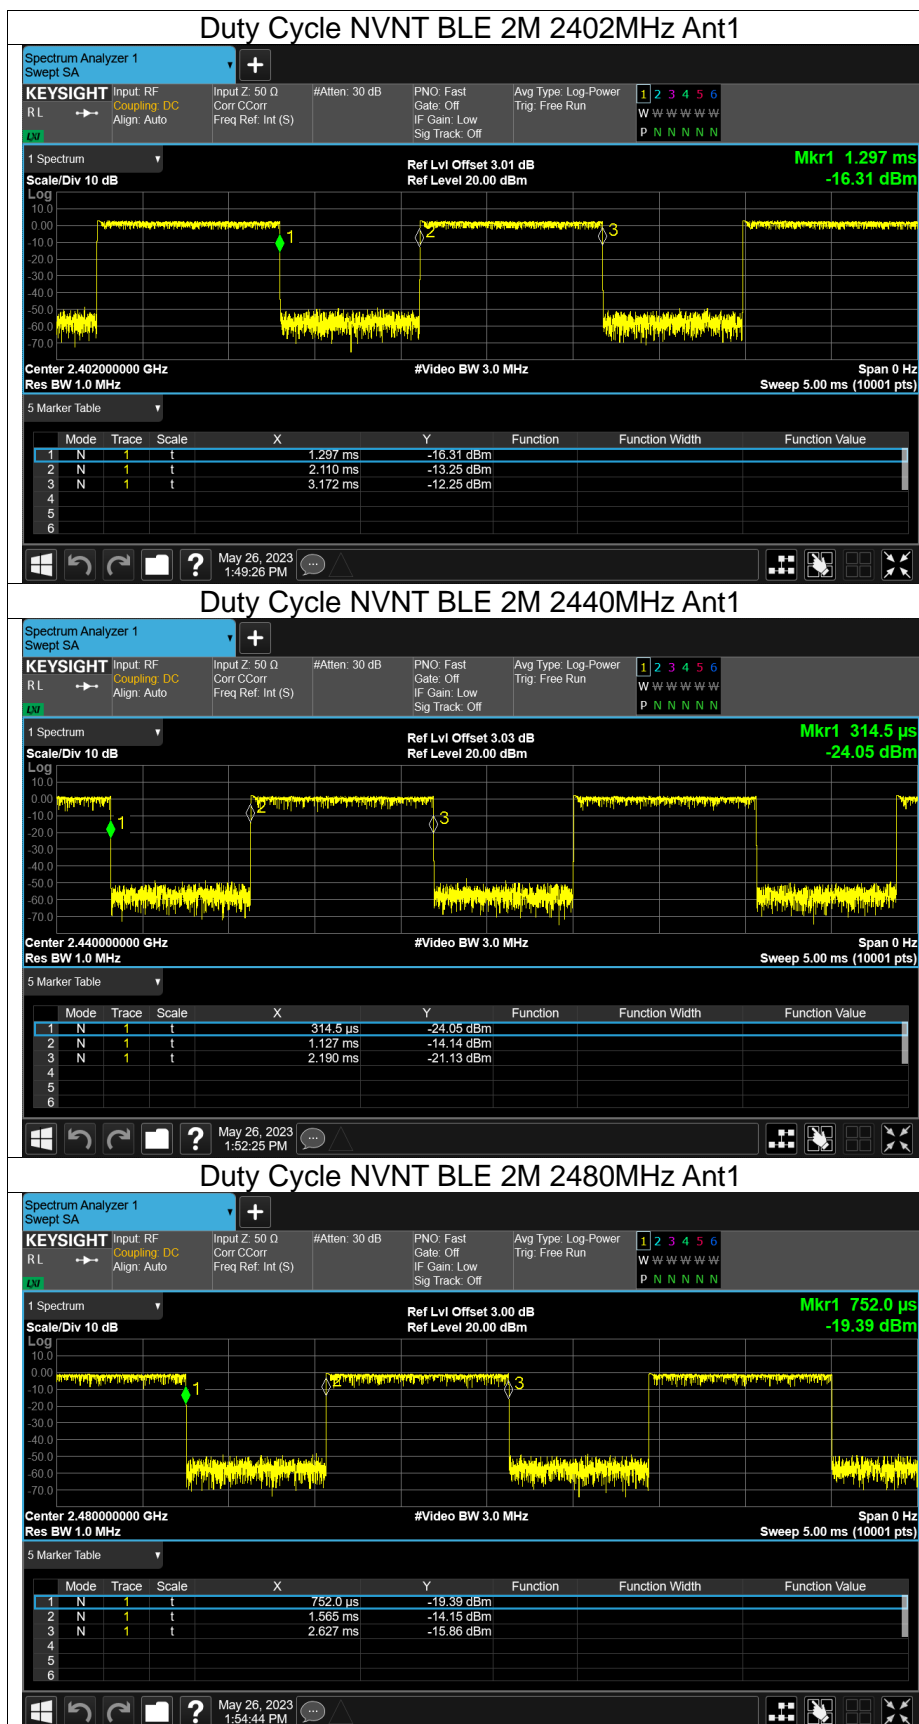 Duty Cycle NVNT BLE 2M 2402MHz Ant1
Spectrum Analyzer 1
Swept SA
KEYSIGHT Input: RF Input Z: 50 Ω #Atten: 30 dB PNO: Fast Avg Type: Log-Power 1 2 3 4 5 6
R L Coupling: DC Corr CCorr Gate: Off Trig: Free Run W W W W W W
Align: Auto Freq Ref: Int (S) IF Gain: Low
LXI Sig Track: Off P N N N N N
1 Spectrum Ref Lvl Offset 3.01 dB Mkr1 1.297 ms
Scale/Div 10 dB Ref Level 20.00 dBm -16.31 dBm
Log
10.0
0.00
-10.0 1 2 3
-20.0
-30.0
-40.0
-50.0
-60.0
-70.0
Center 2.402000000 GHz #Video BW 3.0 MHz Span 0 Hz
Res BW 1.0 MHz Sweep 5.00 ms (10001 pts)
5 Marker Table
Mode Trace Scale X Y Function Function Width Function Value
1 N 1 t 1.297 ms -16.31 dBm
2 N 1 t 2.110 ms -13.25 dBm
3 N 1 t 3.172 ms -12.25 dBm
4
5
6
? May 26, 2023
1:49:26 PM
Duty Cycle NVNT BLE 2M 2440MHz Ant1
Spectrum Analyzer 1
Swept SA
KEYSIGHT Input: RF Input Z: 50 Ω #Atten: 30 dB PNO: Fast Avg Type: Log-Power 1 2 3 4 5 6
R L Coupling: DC Corr CCorr Gate: Off Trig: Free Run W W W W W W
Align: Auto Freq Ref: Int (S) IF Gain: Low
LXI Sig Track: Off P N N N N N
1 Spectrum Ref Lvl Offset 3.03 dB Mkr1 314.5 µs
Scale/Div 10 dB Ref Level 20.00 dBm -24.05 dBm
Log
10.0
0.00
-10.0 1 2 3
-20.0
-30.0
-40.0
-50.0
-60.0
-70.0
Center 2.440000000 GHz #Video BW 3.0 MHz Span 0 Hz
Res BW 1.0 MHz Sweep 5.00 ms (10001 pts)
5 Marker Table
Mode Trace Scale X Y Function Function Width Function Value
1 N 1 t 314.5 µs -24.05 dBm
2 N 1 t 1.127 ms -14.14 dBm
3 N 1 t 2.190 ms -21.13 dBm
4
5
6
? May 26, 2023
1:52:25 PM
Duty Cycle NVNT BLE 2M 2480MHz Ant1
Spectrum Analyzer 1
Swept SA
KEYSIGHT Input: RF Input Z: 50 Ω #Atten: 30 dB PNO: Fast Avg Type: Log-Power 1 2 3 4 5 6
R L Coupling: DC Corr CCorr Gate: Off Trig: Free Run W W W W W W
Align: Auto Freq Ref: Int (S) IF Gain: Low
LXI Sig Track: Off P N N N N N
1 Spectrum Ref Lvl Offset 3.00 dB Mkr1 752.0 µs
Scale/Div 10 dB Ref Level 20.00 dBm -19.39 dBm
Log
10.0
0.00
-10.0 1 2 3
-20.0
-30.0
-40.0
-50.0
-60.0
-70.0
Center 2.480000000 GHz #Video BW 3.0 MHz Span 0 Hz
Res BW 1.0 MHz Sweep 5.00 ms (10001 pts)
5 Marker Table
Mode Trace Scale X Y Function Function Width Function Value
1 N 1 t 752.0 µs -19.39 dBm
2 N 1 t 1.565 ms -14.15 dBm
3 N 1 t 2.627 ms -15.86 dBm
4
5
6
? May 26, 2023
1:54:44 PM